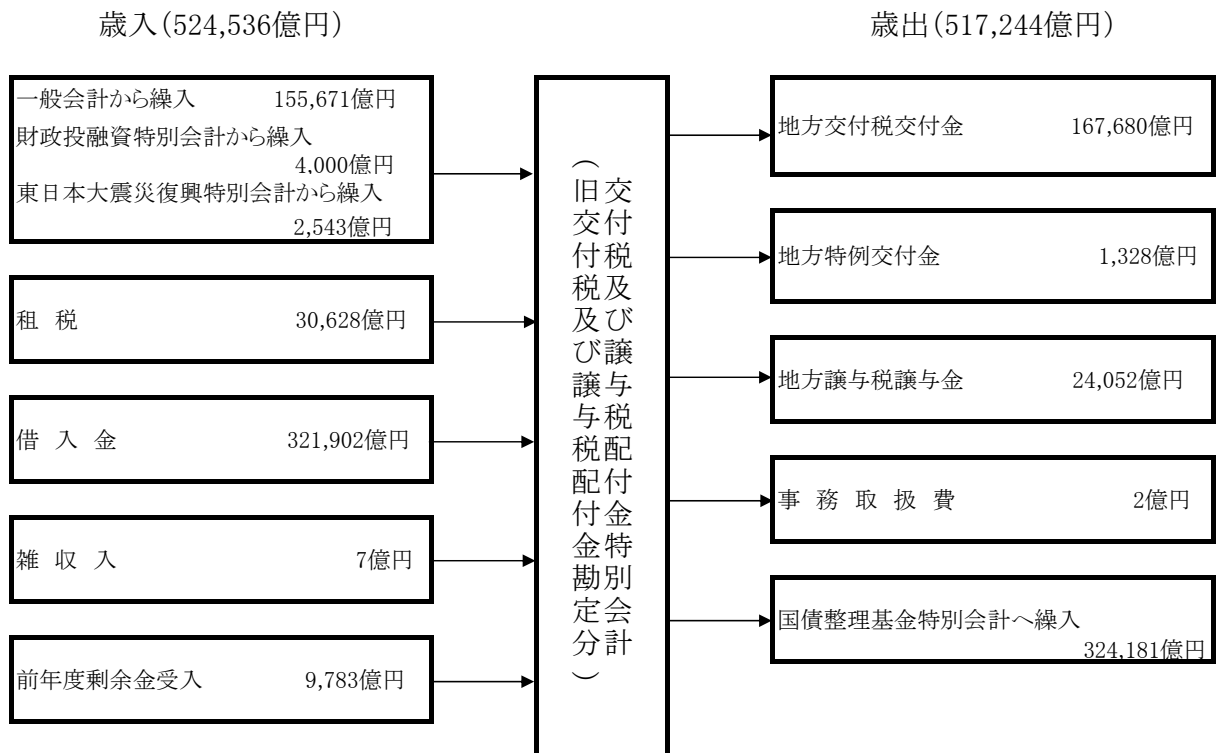 歳入(524,536億円)
歳出(517,244億円)
一般会計から繰入 155,671億円
財政投融資特別会計から繰入
4,000億円
東日本大震災復興特別会計から繰入
2,543億円
租 税 30,628億円
借 入 金 321,902億円
雑 収 入 7億円
前年度剰余金受入 9,783億円
交付税及び譲与税配付金特別会計
(旧交付税及び譲与税配付金勘定分)
地方交付税交付金 167,680億円
地方特例交付金 1,328億円
地方譲与税譲与金 24,052億円
事 務 取 扱 費 2億円
国債整理基金特別会計へ繰入
324,181億円